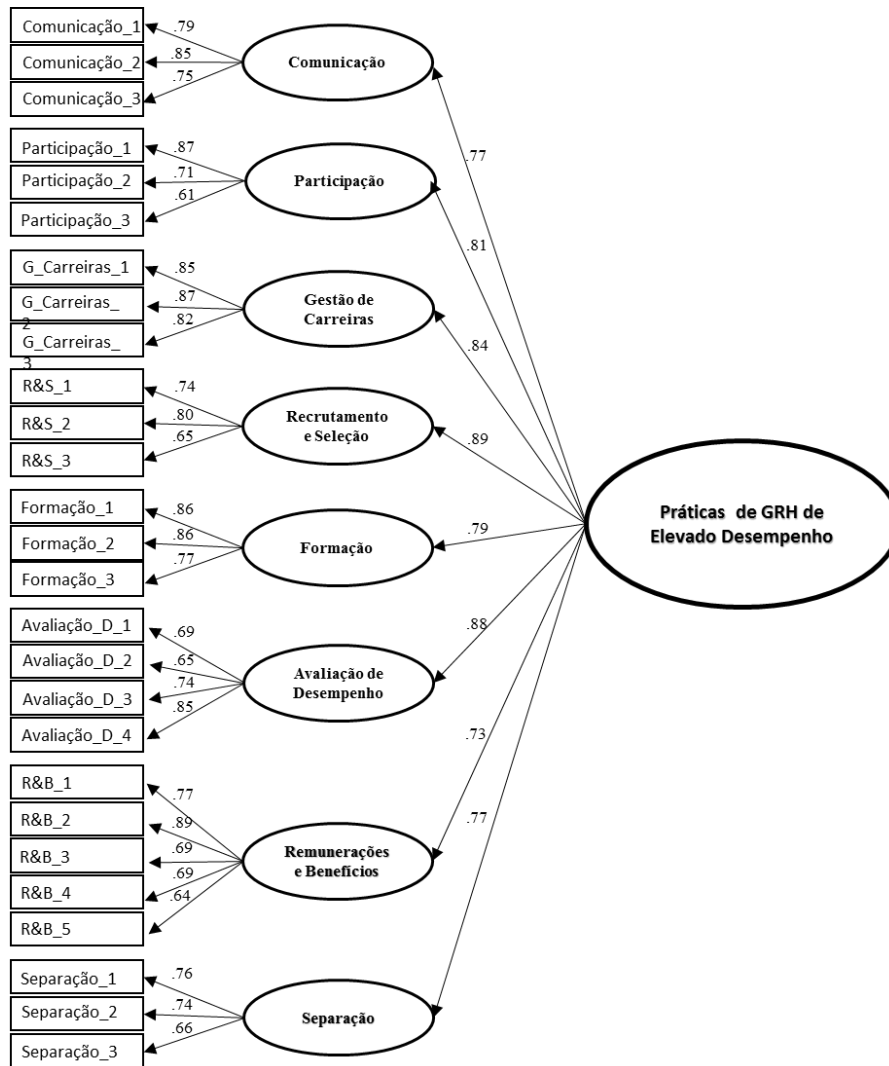 Comunicação_1
.79
Comunicação_2
.85
Comunicação_3
.75
Comunicação
.77
Participação_1
.87
Participação_2
.71
Participação_3
.61
Participação
.81
G_Carreiras_1
.85
G_Carreiras_
2
.87
G_Carreiras_
3
.82
Gestão de
Carreiras
.84
R&S_1
.74
R&S_2
.80
R&S_3
.65
Recrutamento
e Seleção
.89
Práticas de GRH de
Elevado Desempenho
Formação_1
.86
Formação_2
.86
Formação_3
.77
Formação
.79
Avaliação_D_1
.69
Avaliação_D_2
.65
Avaliação_D_3
.74
Avaliação_D_4
.85
Avaliação de
Desempenho
.88
R&B_1
.77
R&B_2
.89
R&B_3
.69
R&B_4
.69
R&B_5
.64
Remunerações
e Benefícios
.73
Separação_1
.76
Separação_2
.74
Separação_3
.66
Separação
.77